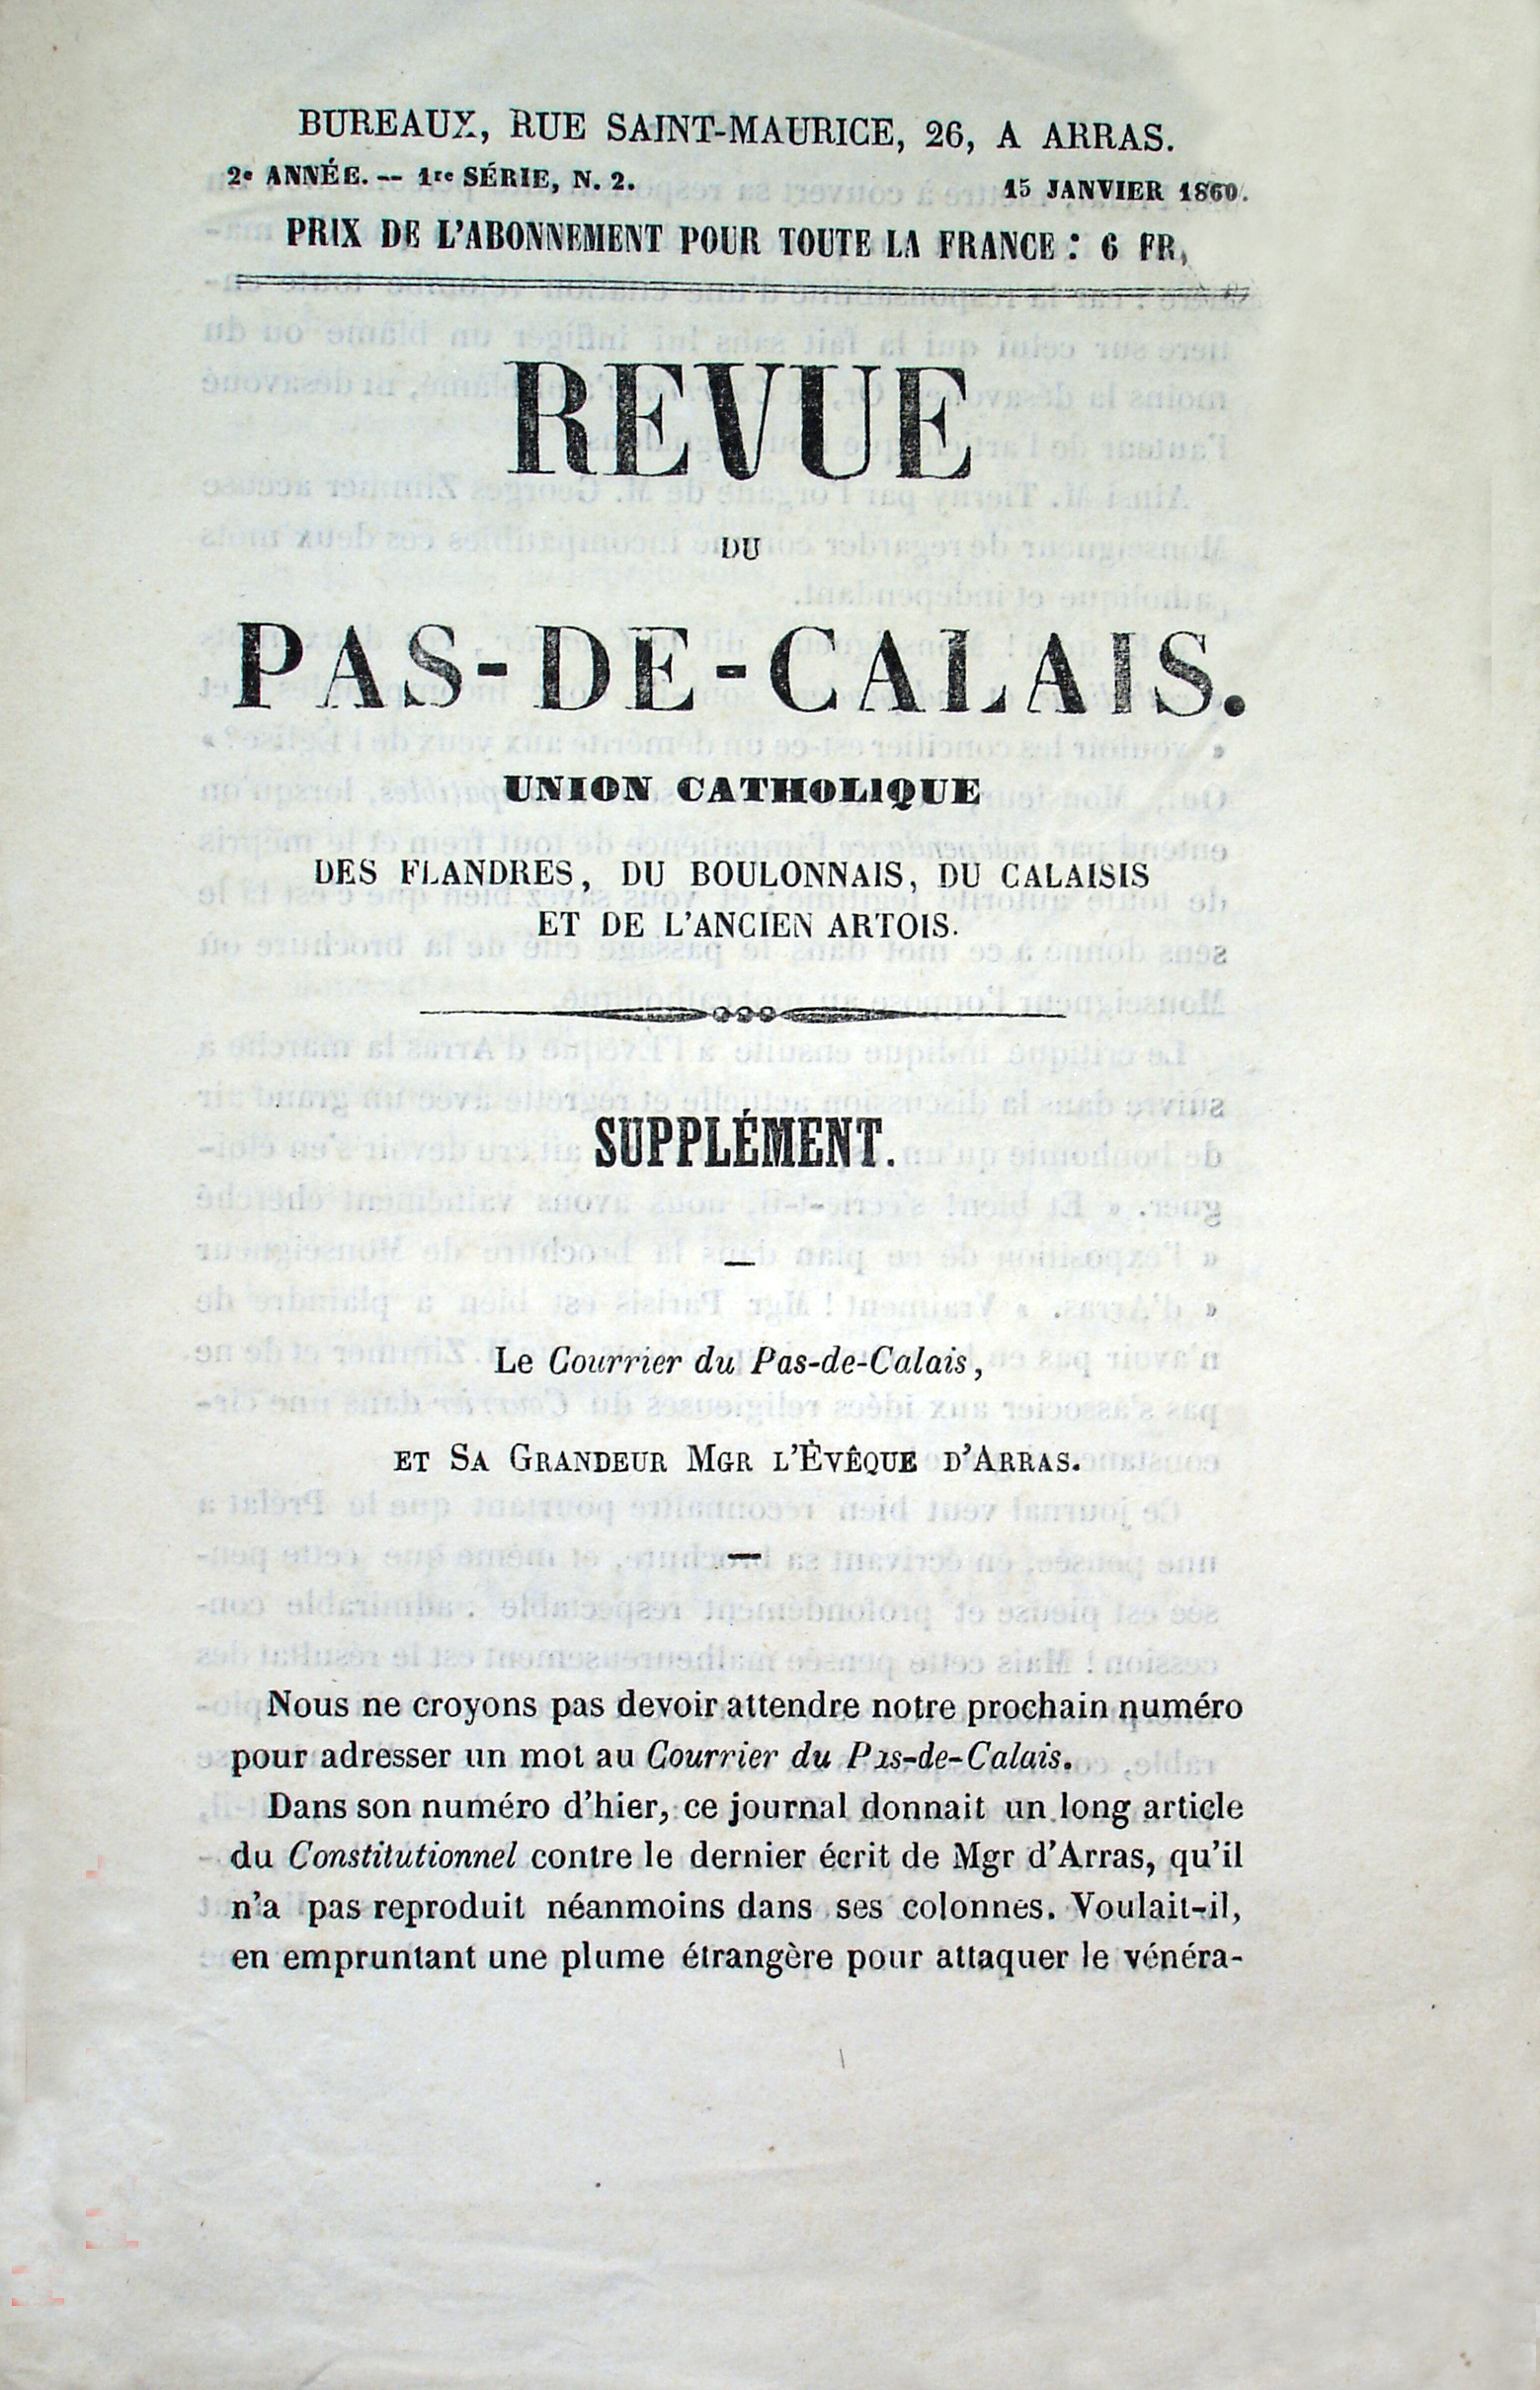 BUREAUX, RUE SAINT-MAURICE, 26, A ARRAS.
2e ANNÉE. — 1re SÉRIE, N. 2. 15 JANVIER 1860.
PRIX DE L'ABONNEMENT POUR TOUTE LA FRANCE : 6 FR,
REVUE
DU
PAS-DE-CALAIS.
UNION CATHOLIQUE
DES FLANDRES, DU BOULONNAIS, DU CALAISIS
ET DE L'ANCIEN ARTOIS.
SUPPLÉMENT.
Le Courrier du Pas-de-Calais,
ET SA GRANDEUR MGR L'ÉVÊQUE D'ARRAS.
Nous ne croyons pas devoir attendre notre prochain numéro
pour adresser un mot au Courrier du Pas-de-Calais.
Dans son numéro d'hier, ce journal donnait un long article
du Constitutionnel contre le dernier écrit de Mgr d'Arras, qu'il
n'a pas reproduit néanmoins dans ses colonnes. Voulait-il,
en empruntant une plume étrangère pour attaquer le vénéra-